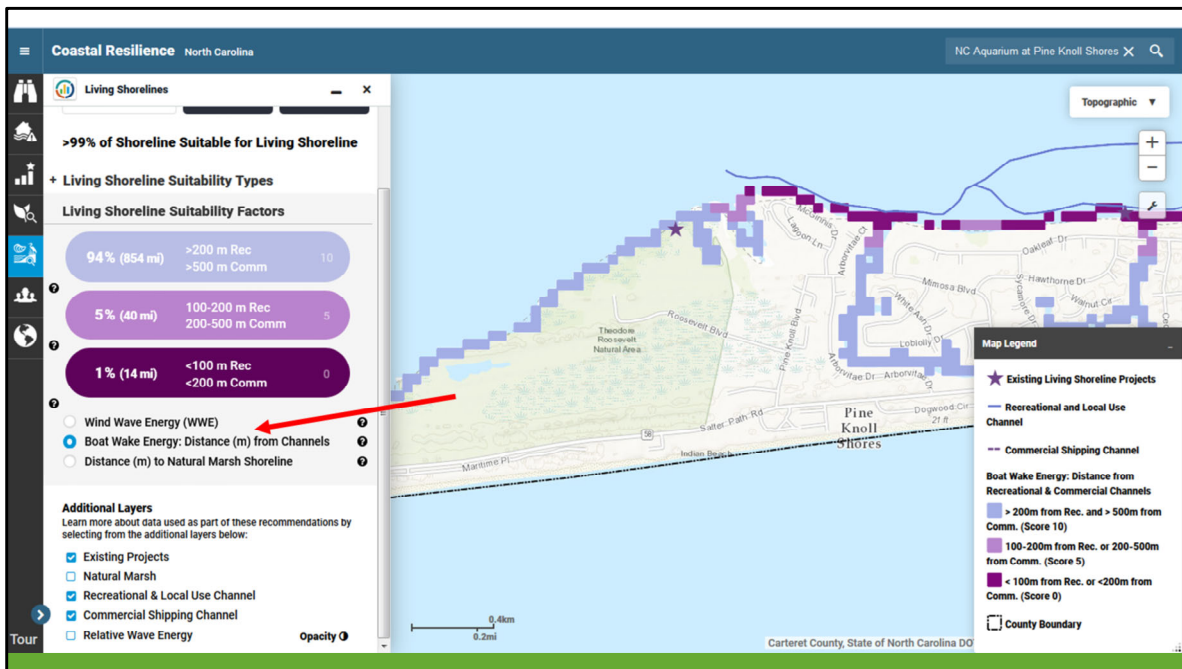 Coastal Resilience North Carolina
NC Aquarium at Pine Knoll Shores
Living Shorelines
>99% of Shoreline Suitable for Living Shoreline
+ Living Shoreline Suitability Types
Living Shoreline Suitability Factors
94% (854 mi)
>200 m Rec
>500 m Comm
10
5% (40 mi)
100-200 m Rec
200-500 m Comm
5
1% (14 mi)
<100 m Rec
<200 m Comm
0
Wind Wave Energy (WWE)
Boat Wake Energy: Distance (m) from Channels
Distance (m) to Natural Marsh Shoreline
Additional Layers
Learn more about data used as part of these recommendations by
selecting from the additional layers below:
Existing Projects
Natural Marsh
Recreational & Local Use Channel
Commercial Shipping Channel
Relative Wave Energy
Opacity
Tour
Topographic
+
−
McGinnis Dr
Lagoon Ln
Arborvitae Ct
Oakleaf Dr
Mimosa Blvd
Hawthorne Dr
Walnut Cir
Sycamore Dr
White Ash Dr
Loblolly Dr
Roosevelt Blvd
Theodore
Roosevelt
Natural Area
Pine Knoll Blvd
Arborvitae Dr
Arborvitae Dr
Salter Path Rd
58
Pine
Knoll
Shores
Dogwood Cir
21 ft
Indian Beach
Maritime Pl
0.4km
0.2mi
Map Legend
Existing Living Shoreline Projects
Recreational and Local Use
Channel
Commercial Shipping Channel
Boat Wake Energy: Distance from
Recreational & Commercial Channels
> 200m from Rec. and > 500m from
Comm. (Score 10)
100-200m from Rec. or 200-500m
from Comm. (Score 5)
< 100m from Rec. or <200m from
Comm. (Score 0)
County Boundary
Carteret County, State of North Carolina DO